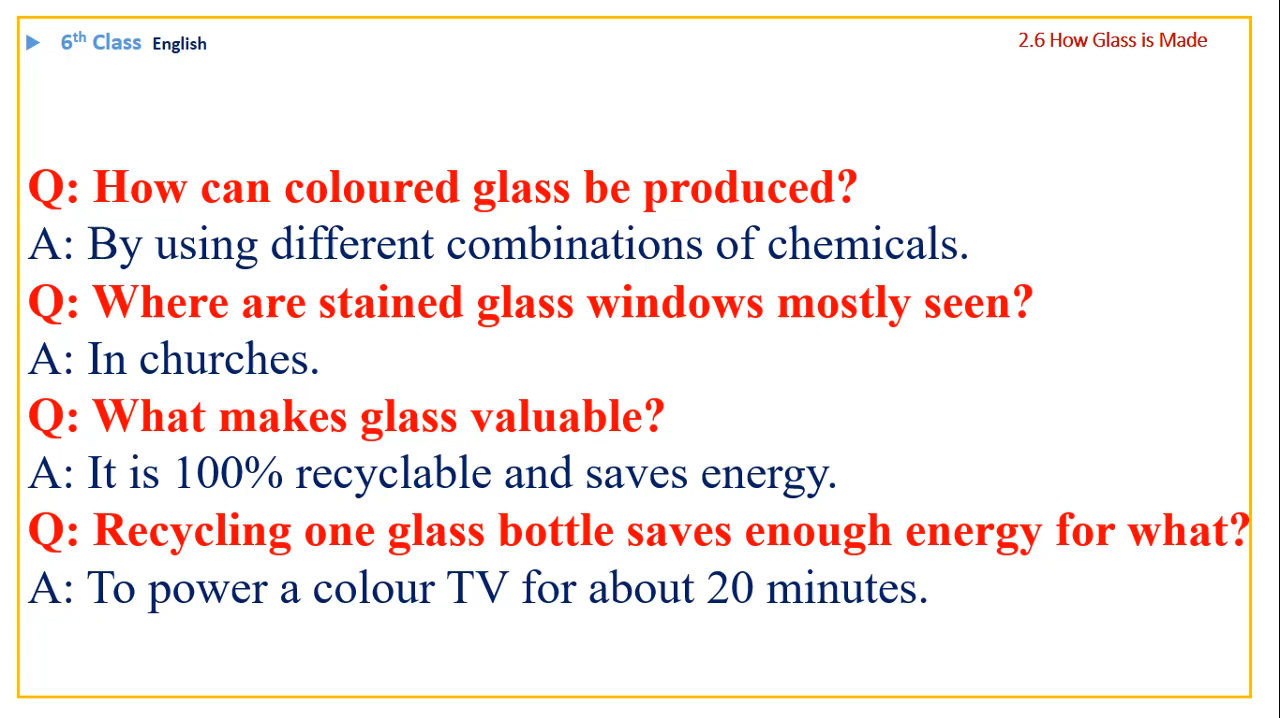 6th Class English
2.6 How Glass is Made
Q: How can coloured glass be produced?
A: By using different combinations of chemicals.
Q: Where are stained glass windows mostly seen?
A: In churches.
Q: What makes glass valuable?
A: It is 100% recyclable and saves energy.
Q: Recycling one glass bottle saves enough energy for what?
A: To power a colour TV for about 20 minutes.